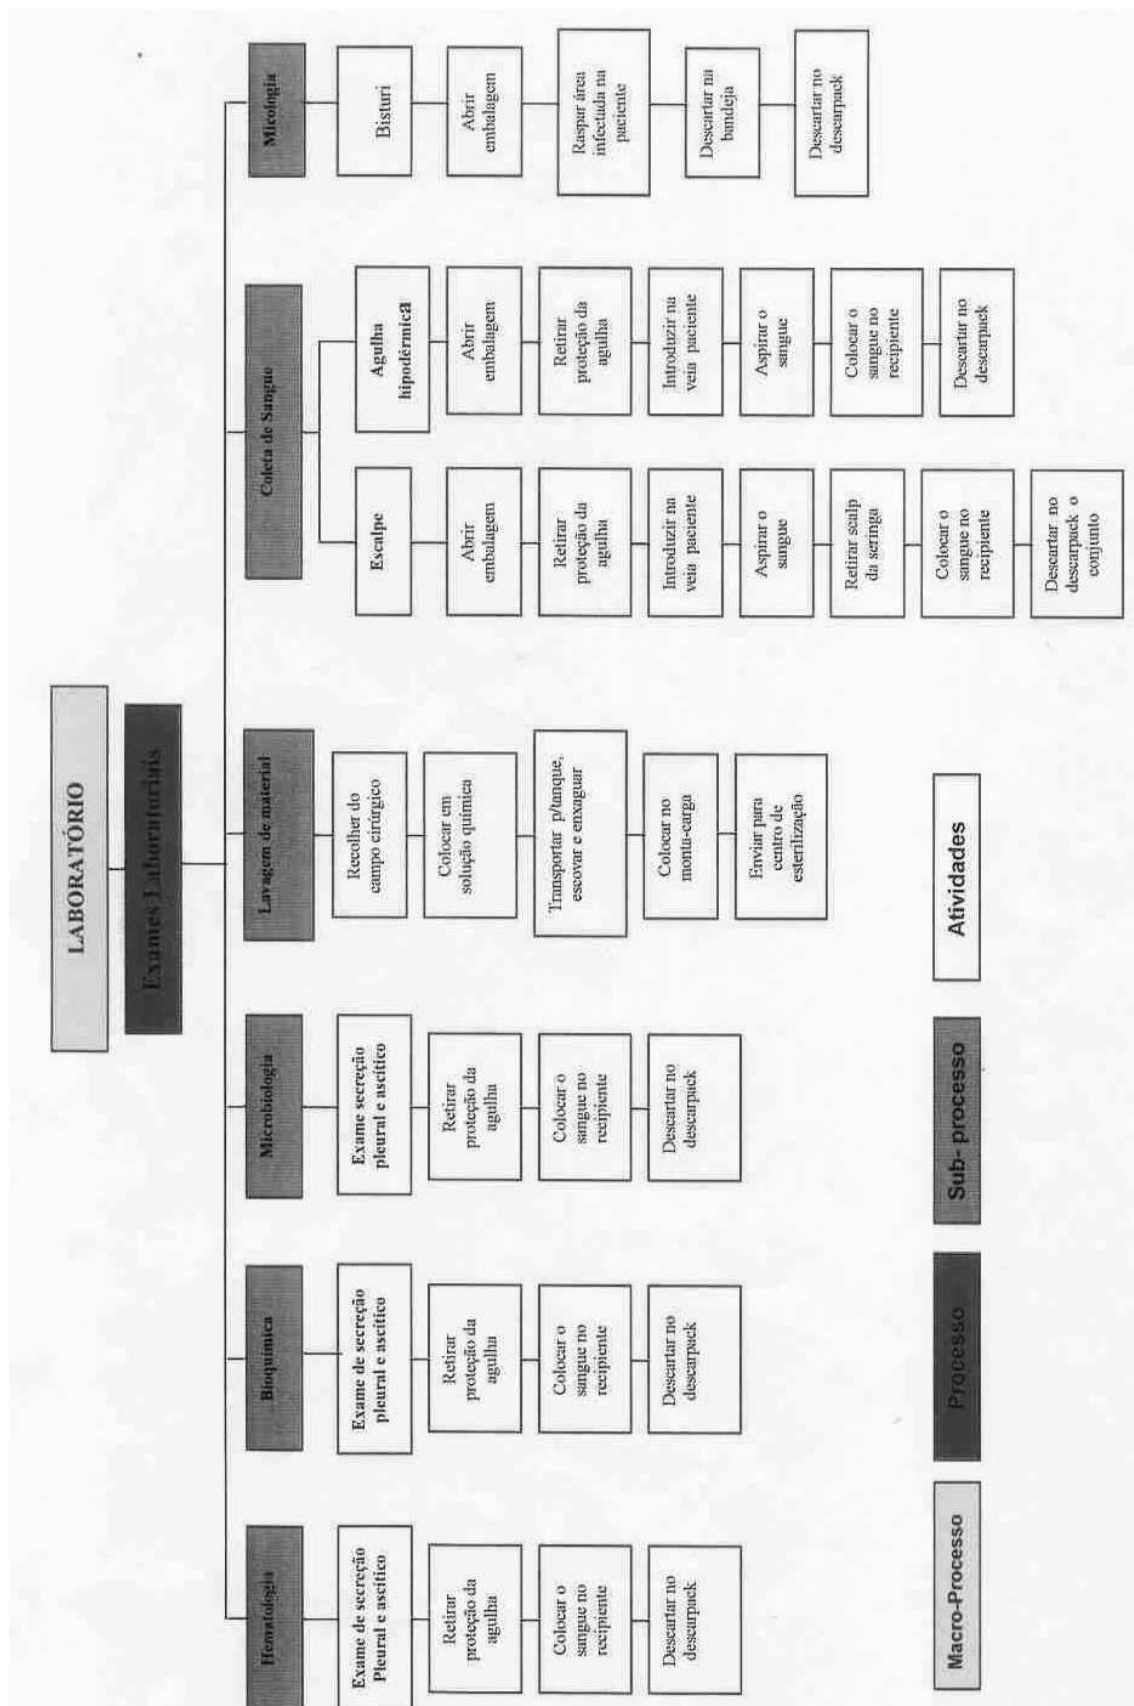 LABORATÓRIO
Exames Laboratoriais
Hematologia
Exame de secreção
Pleural e ascítico
Retirar
proteção da
agulha
Colocar o
sangue no
recipiente
Descartar no
descarpack
Bioquímica
Exame de secreção
pleural e ascítico
Retirar
proteção da
agulha
Colocar o
sangue no
recipiente
Descartar no
descarpack
Microbiologia
Exame secreção
pleural e ascítico
Retirar
proteção da
agulha
Colocar o
sangue no
recipiente
Descartar no
descarpack
Lavagem de material
Recolher do
campo cirúrgico
Colocar em
solução química
Transportar p/tanque,
escovar e enxaguar
Colocar no
monta-carga
Enviar para
centro de
esterilização
Coleta de Sangue
Escalpe
Abrir
embalagem
Retirar
proteção da
agulha
Introduzir na
veia paciente
Aspirar o
sangue
Retirar scalp
da seringa
Colocar o
sangue no
recipiente
Descartar no
descarpack o
conjunto
Agulha
hipodérmica
Abrir
embalagem
Retirar
proteção da
agulha
Introduzir na
veia paciente
Aspirar o
sangue
Colocar o
sangue no
recipiente
Descartar no
descarpack
Micologia
Bisturi
Abrir
embalagem
Raspar área
infectada na
paciente
Descartar na
bandeja
Descartar no
descarpack
Macro-Processo
Processo
Sub- processo
Atividades